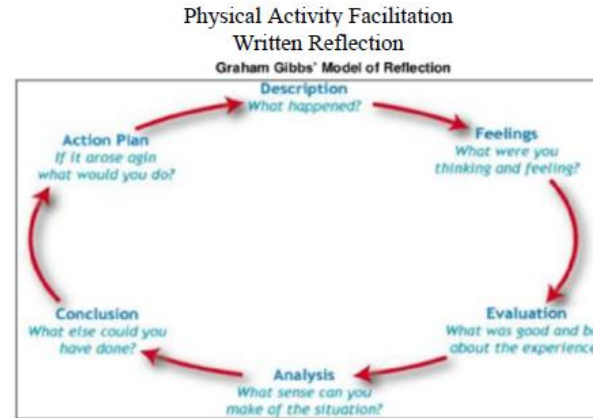 Physical Activity Facilitation
Written Reflection
Graham Gibbs' Model of Reflection
Description
What happened?
Feelings
What were you
thinking and feeling?
Evaluation
What was good and
about the experience
Analysis
What sense can you
make of the situation?
Conclusion
What else could you
have done?
Action Plan
If it arose agin
what would you do?